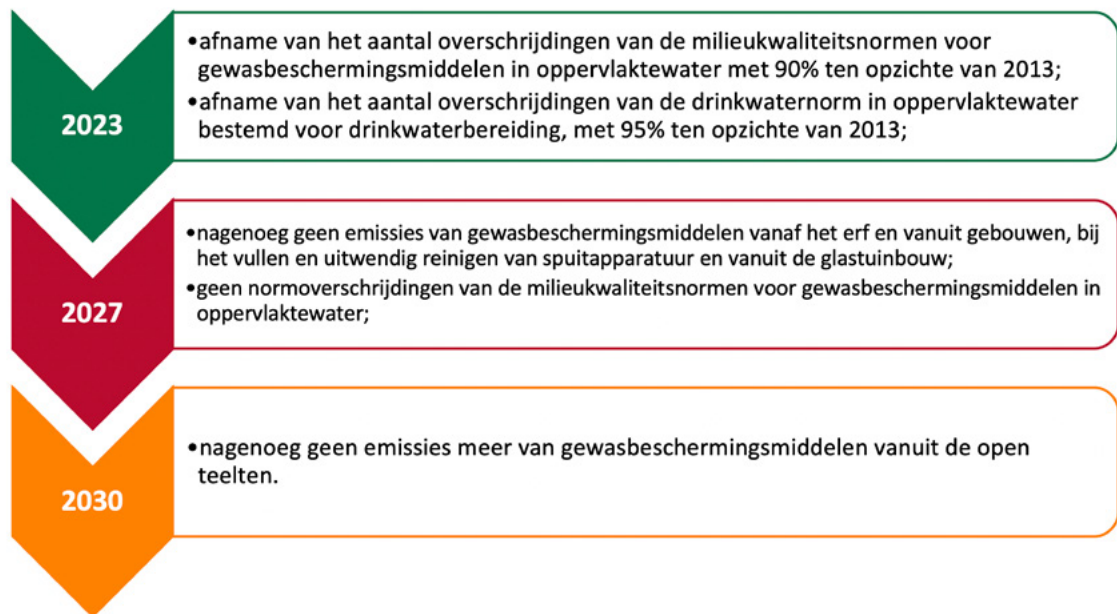 2023
•afname van het aantal overschrijdingen van de milieukwaliteitsnormen voor
gewasbeschermingsmiddelen in oppervlaktewater met 90% ten opzichte van 2013;
•afname van het aantal overschrijdingen van de drinkwaternorm in oppervlaktewater
bestemd voor drinkwaterbereiding, met 95% ten opzichte van 2013;
2027
•nagenoeg geen emissies van gewasbeschermingsmiddelen vanaf het erf en vanuit gebouwen, bij
het vullen en uitwendig reinigen van spuitapparatuur en vanuit de glastuinbouw;
•geen normoverschrijdingen van de milieukwaliteitsnormen voor gewasbeschermingsmiddelen in
oppervlaktewater;
2030
•nagenoeg geen emissies meer van gewasbeschermingsmiddelen vanuit de open
teelten.